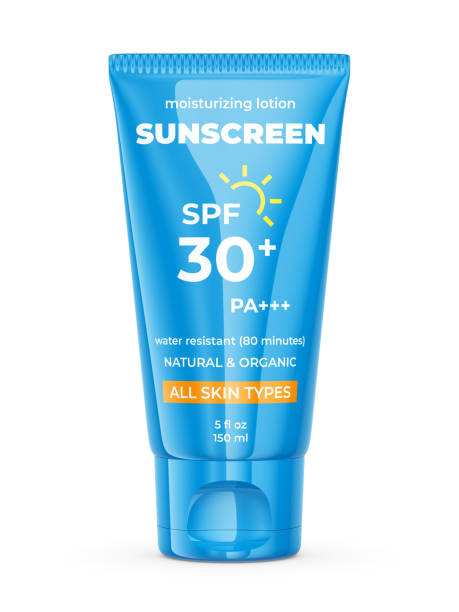 moisturizing lotion
SUNSCREEN
SPF
30+
PA+++
water resistant (80 minutes)
NATURAL & ORGANIC
ALL SKIN TYPES
5 fl oz
150 ml